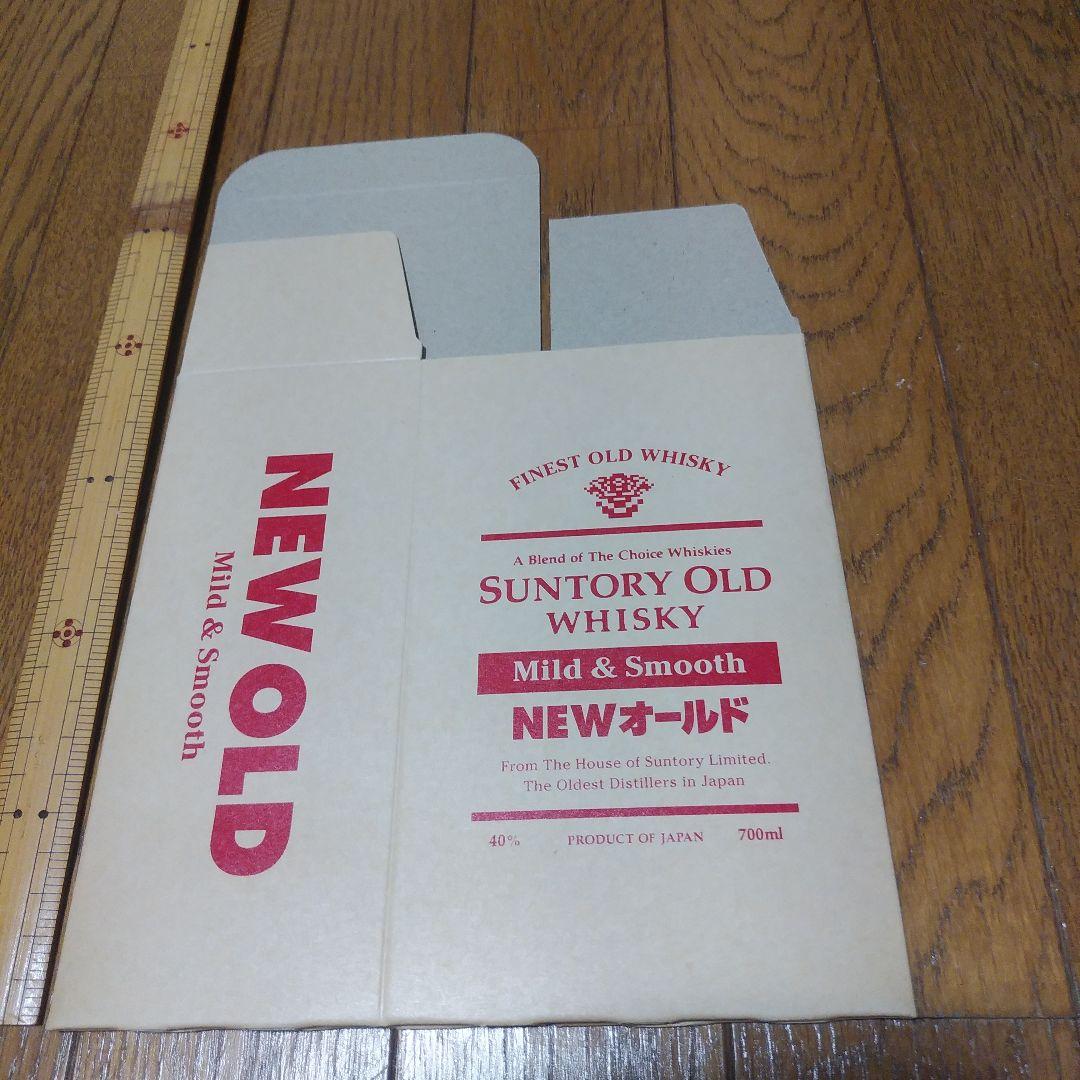 NEW OLD
Mild & Smooth
FINEST OLD WHISKY
A Blend of The Choice Whiskies
SUNTORY OLD
WHISKY
Mild & Smooth
NEWオールド
From The House of Suntory Limited.
The Oldest Distillers in Japan
40% PRODUCT OF JAPAN 700ml